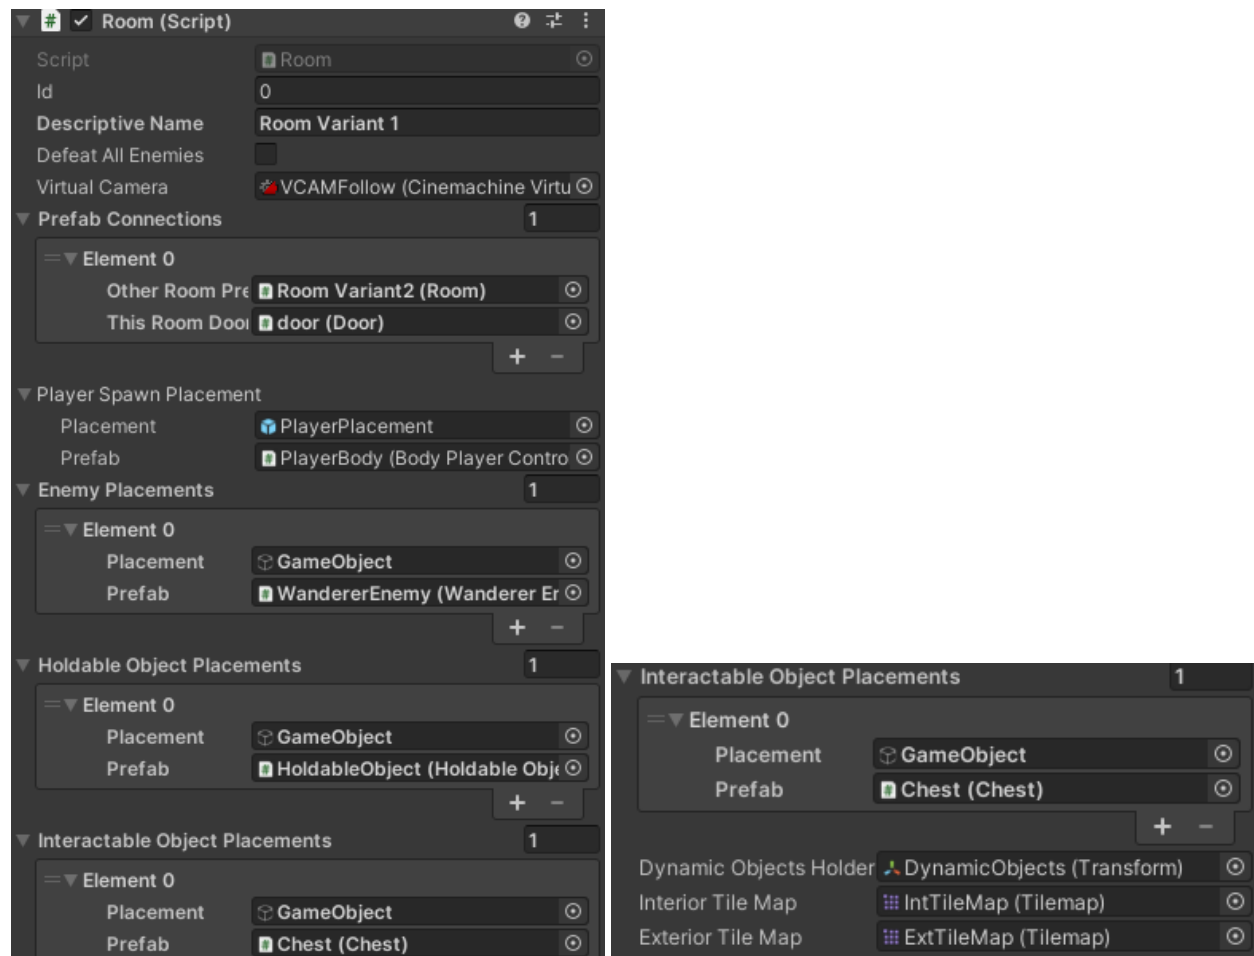 Room (Script)
Script Room
Id 0
Descriptive Name Room Variant 1
Defeat All Enemies
Virtual Camera VCAMFollow (Cinemachine Virtu
Prefab Connections 1
Element 0
Other Room Pre Room Variant2 (Room)
This Room Door door (Door)
+ −
Player Spawn Placement
Placement PlayerPlacement
Prefab PlayerBody (Body Player Contro
Enemy Placements 1
Element 0
Placement GameObject
Prefab WandererEnemy (Wanderer Er
+ −
Holdable Object Placements 1
Element 0
Placement GameObject
Prefab HoldableObject (Holdable Obje
+ −
Interactable Object Placements 1
Element 0
Placement GameObject
Prefab Chest (Chest)
Interactable Object Placements 1
Element 0
Placement GameObject
Prefab Chest (Chest)
+ −
Dynamic Objects Holder DynamicObjects (Transform)
Interior Tile Map IntTileMap (Tilemap)
Exterior Tile Map ExtTileMap (Tilemap)